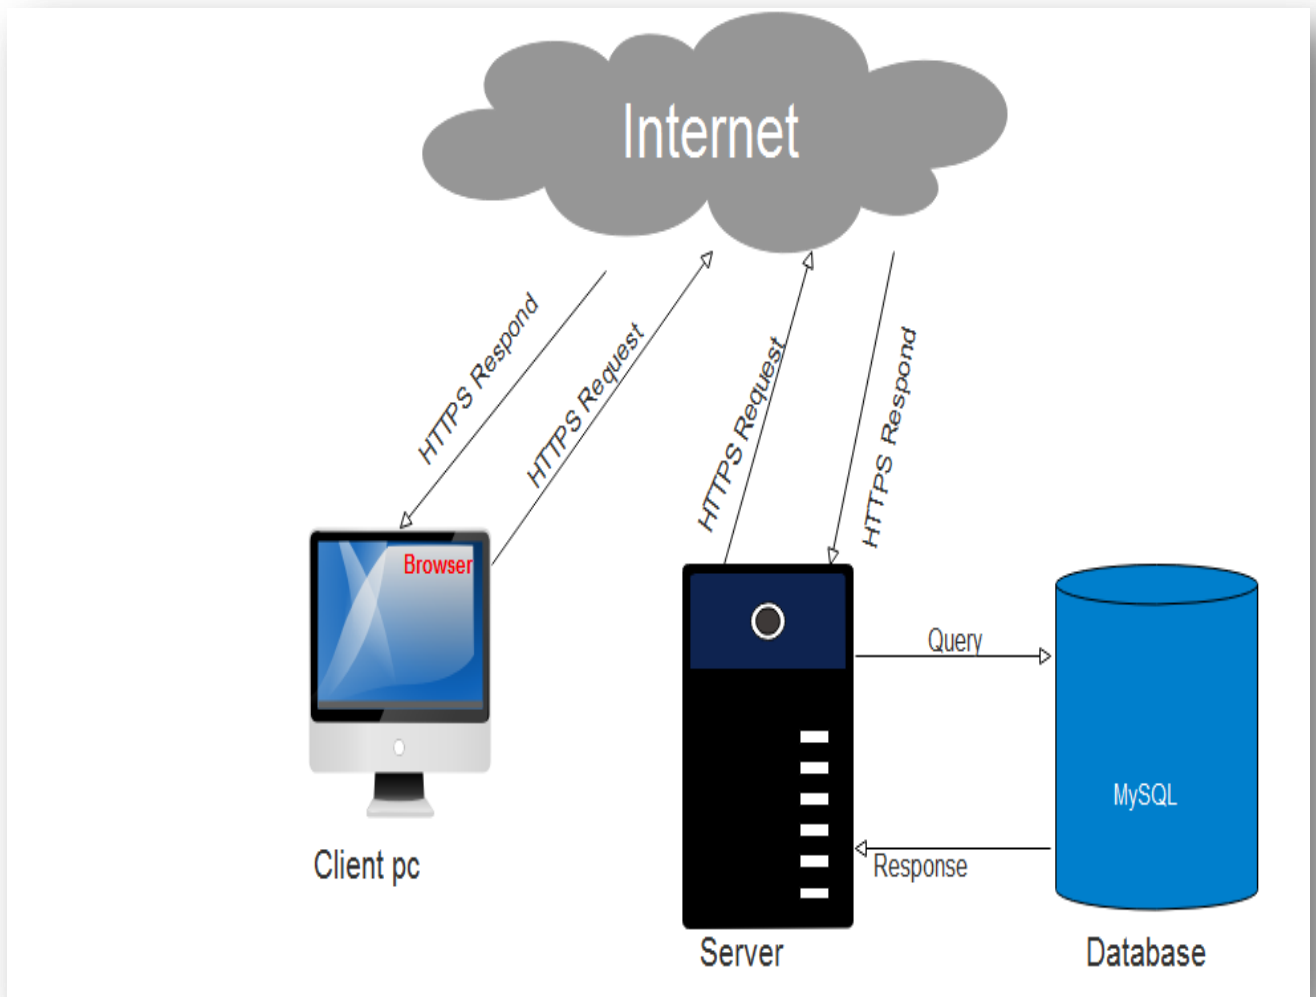 Internet
HTTPS Respond
HTTPS Request
HTTPS Request
HTTPS Respond
Browser
Query
MySQL
Response
Client pc
Server
Database